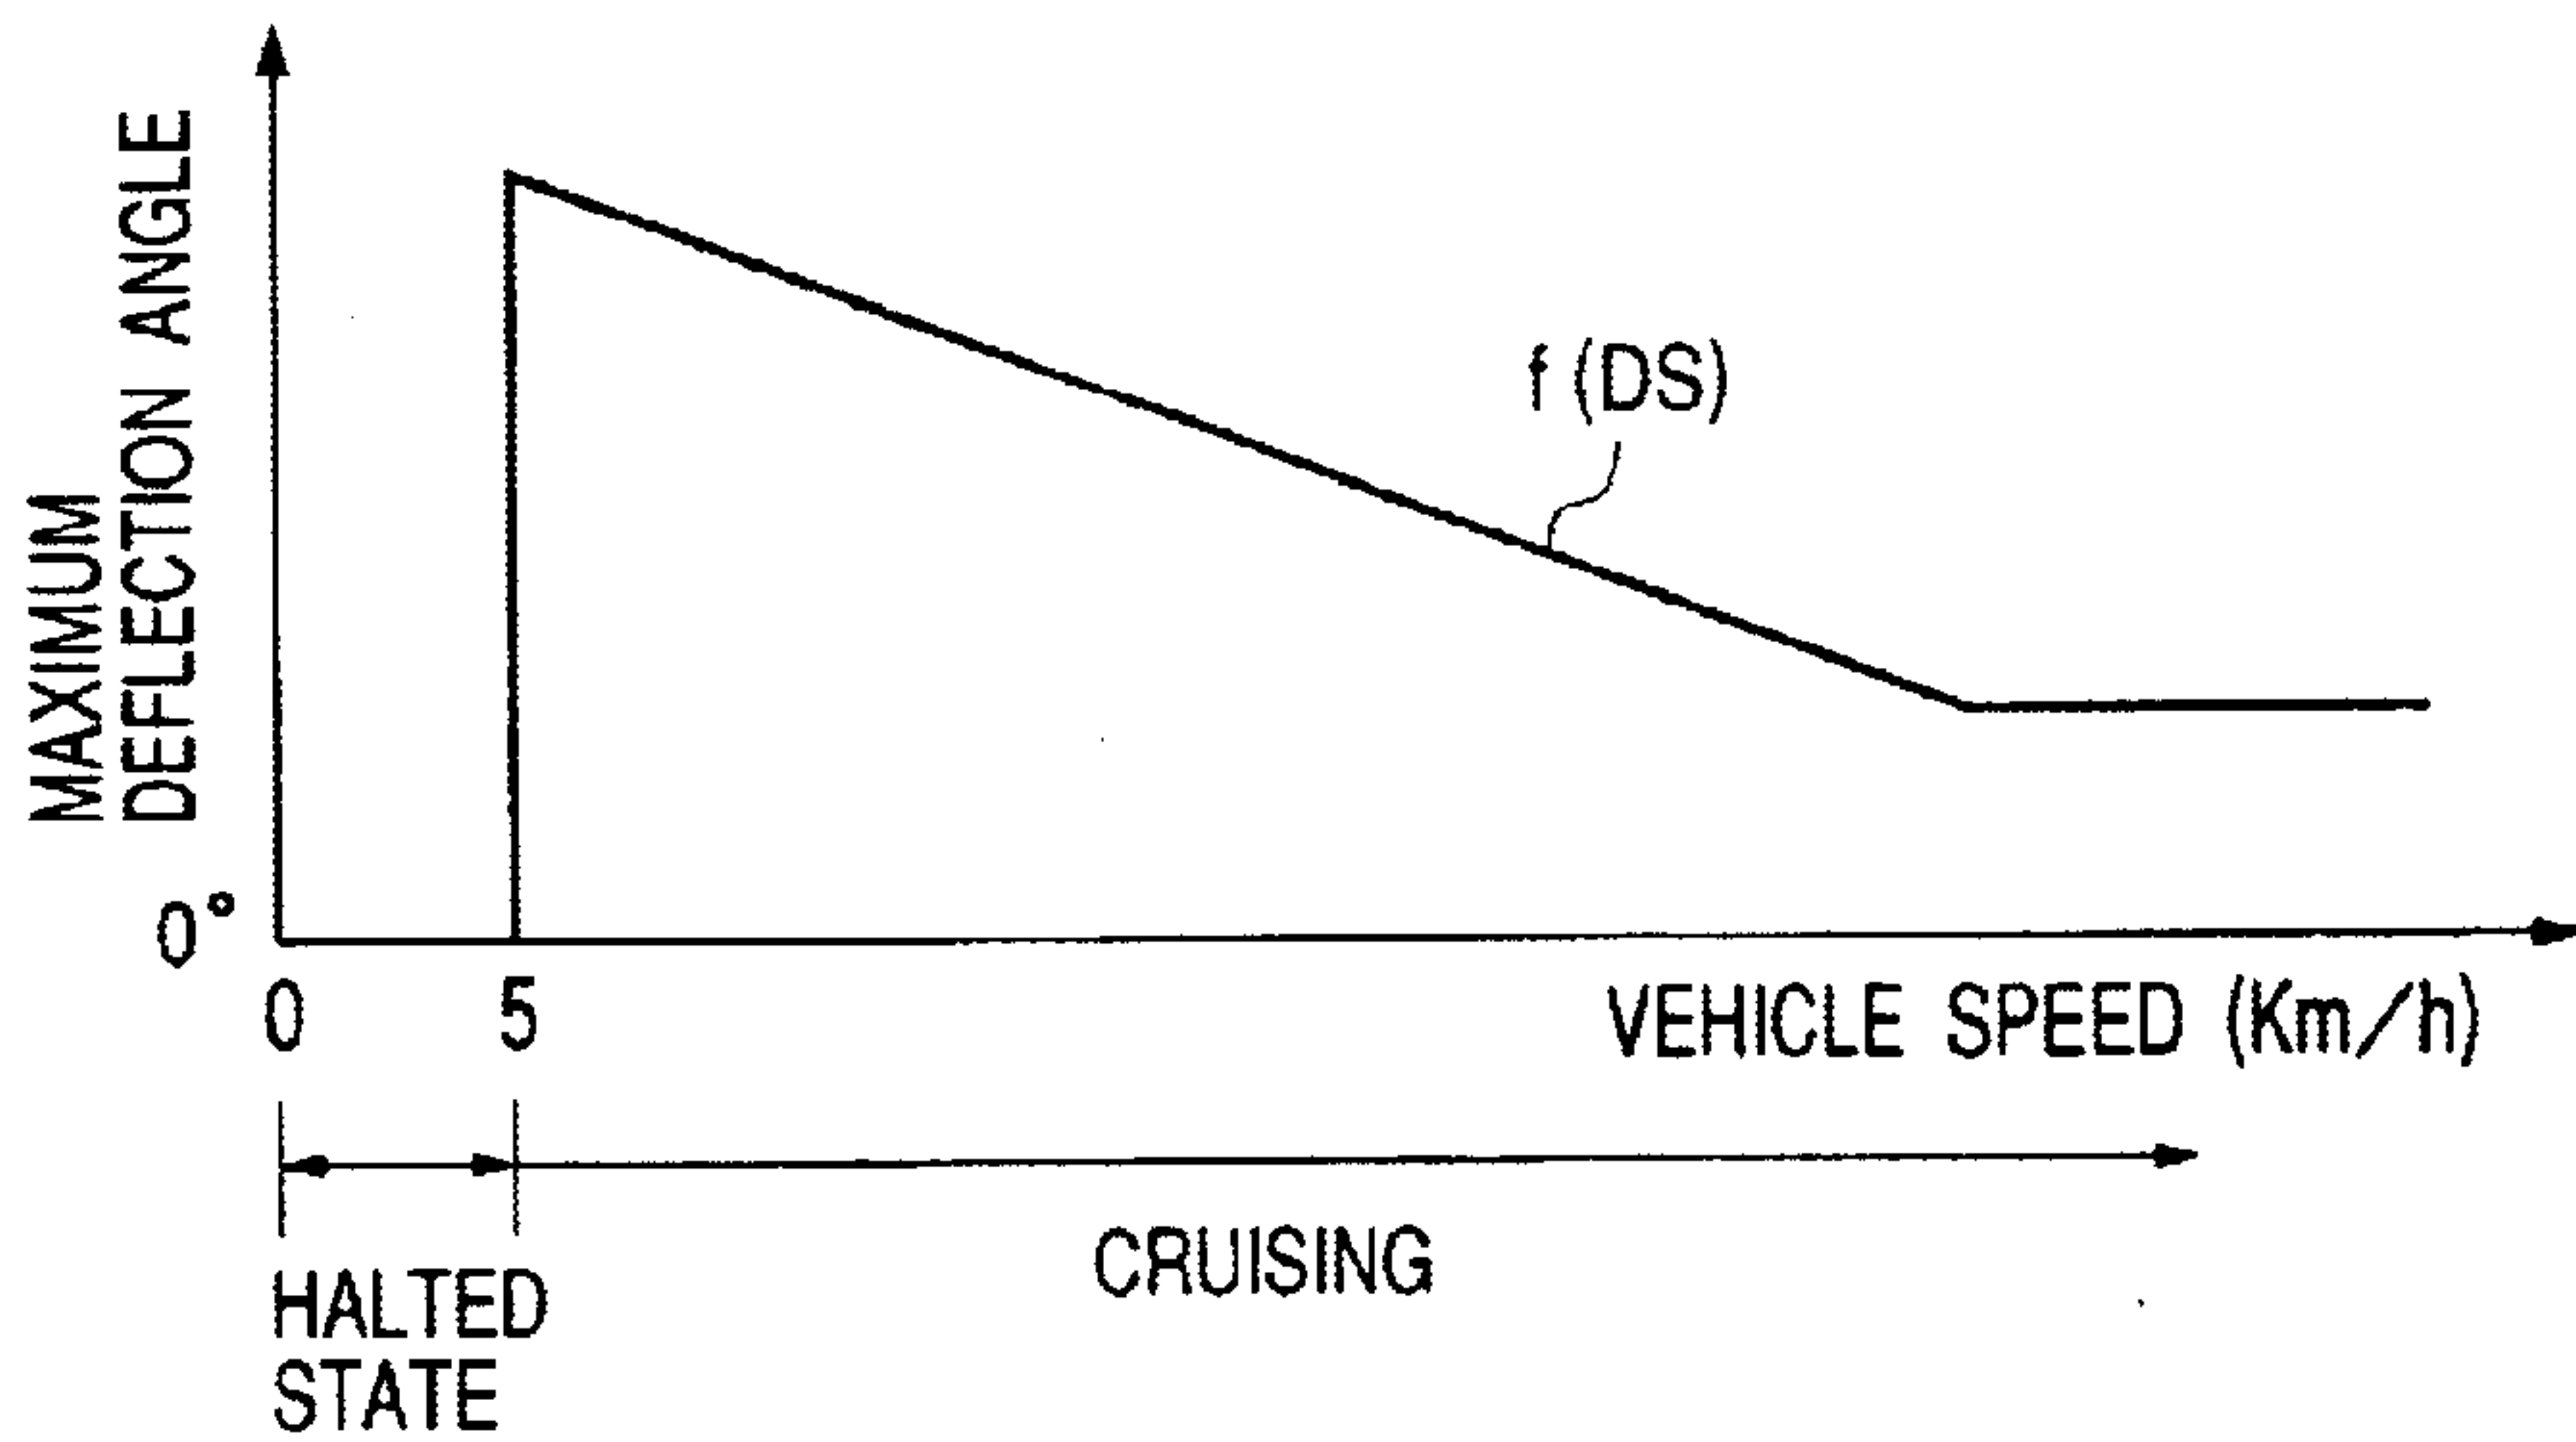 MAXIMUM
DEFLECTION ANGLE
f (DS)
0°
0
5
VEHICLE SPEED (Km/h)
CRUISING
HALTED
STATE